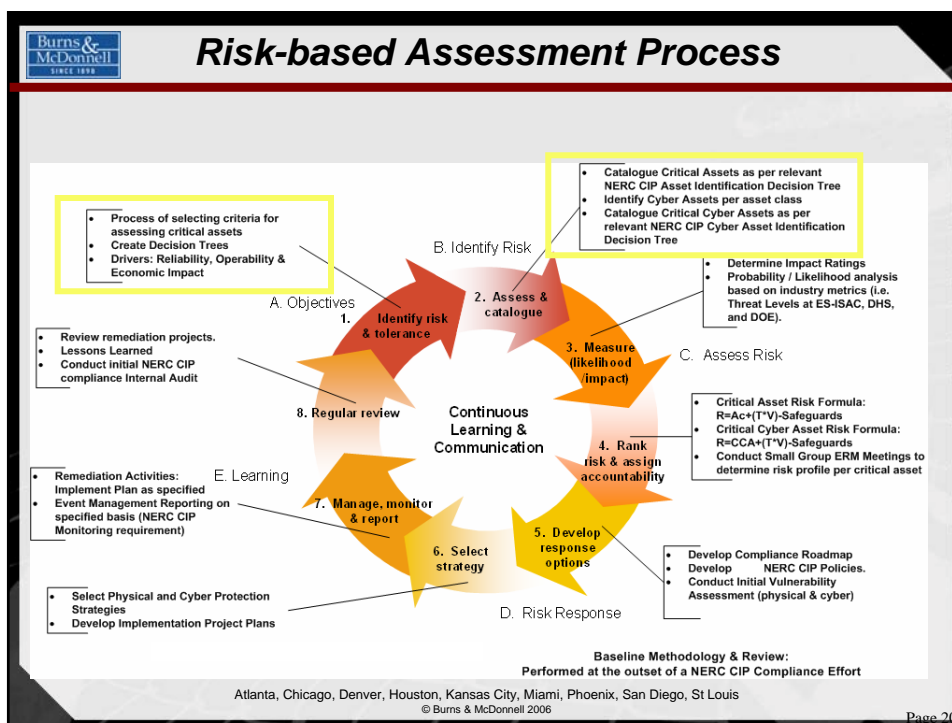 Burns &
McDonnell
SINCE 1898
Risk-based Assessment Process
• Process of selecting criteria for
assessing critical assets
• Create Decision Trees
• Drivers: Reliability, Operability &
Economic Impact
• Catalogue Critical Assets as per relevant
NERC CIP Asset Identification Decision Tree
• Identify Cyber Assets per asset class
• Catalogue Critical Cyber Assets as per
relevant NERC CIP Cyber Asset Identification
Decision Tree
B. Identify Risk
• Determine Impact Ratings
• Probability / Likelihood analysis
based on industry metrics (i.e.
Threat Levels at ES-ISAC, DHS,
and DOE).
A. Objectives
1. Identify risk
& tolerance
2. Assess &
catalogue
3. Measure
(likelihood
/impact)
C. Assess Risk
• Review remediation projects.
• Lessons Learned
• Conduct initial NERC CIP
compliance Internal Audit
8. Regular review
Continuous
Learning &
Communication
4. Rank
risk & assign
accountability
• Critical Asset Risk Formula:
R=Ac+(T*V)-Safeguards
• Critical Cyber Asset Risk Formula:
R=CCA+(T*V)-Safeguards
• Conduct Small Group ERM Meetings to
determine risk profile per critical asset
E. Learning
• Remediation Activities:
Implement Plan as specified
• Event Management Reporting on
specified basis (NERC CIP
Monitoring requirement)
7. Manage, monitor
& report
6. Select
strategy
5. Develop
response
options
• Develop Compliance Roadmap
• Develop NERC CIP Policies.
• Conduct Initial Vulnerability
Assessment (physical & cyber)
• Select Physical and Cyber Protection
Strategies
• Develop Implementation Project Plans
D. Risk Response
Baseline Methodology & Review:
Performed at the outset of a NERC CIP Compliance Effort
Atlanta, Chicago, Denver, Houston, Kansas City, Miami, Phoenix, San Diego, St Louis
© Burns & McDonnell 2006
Page